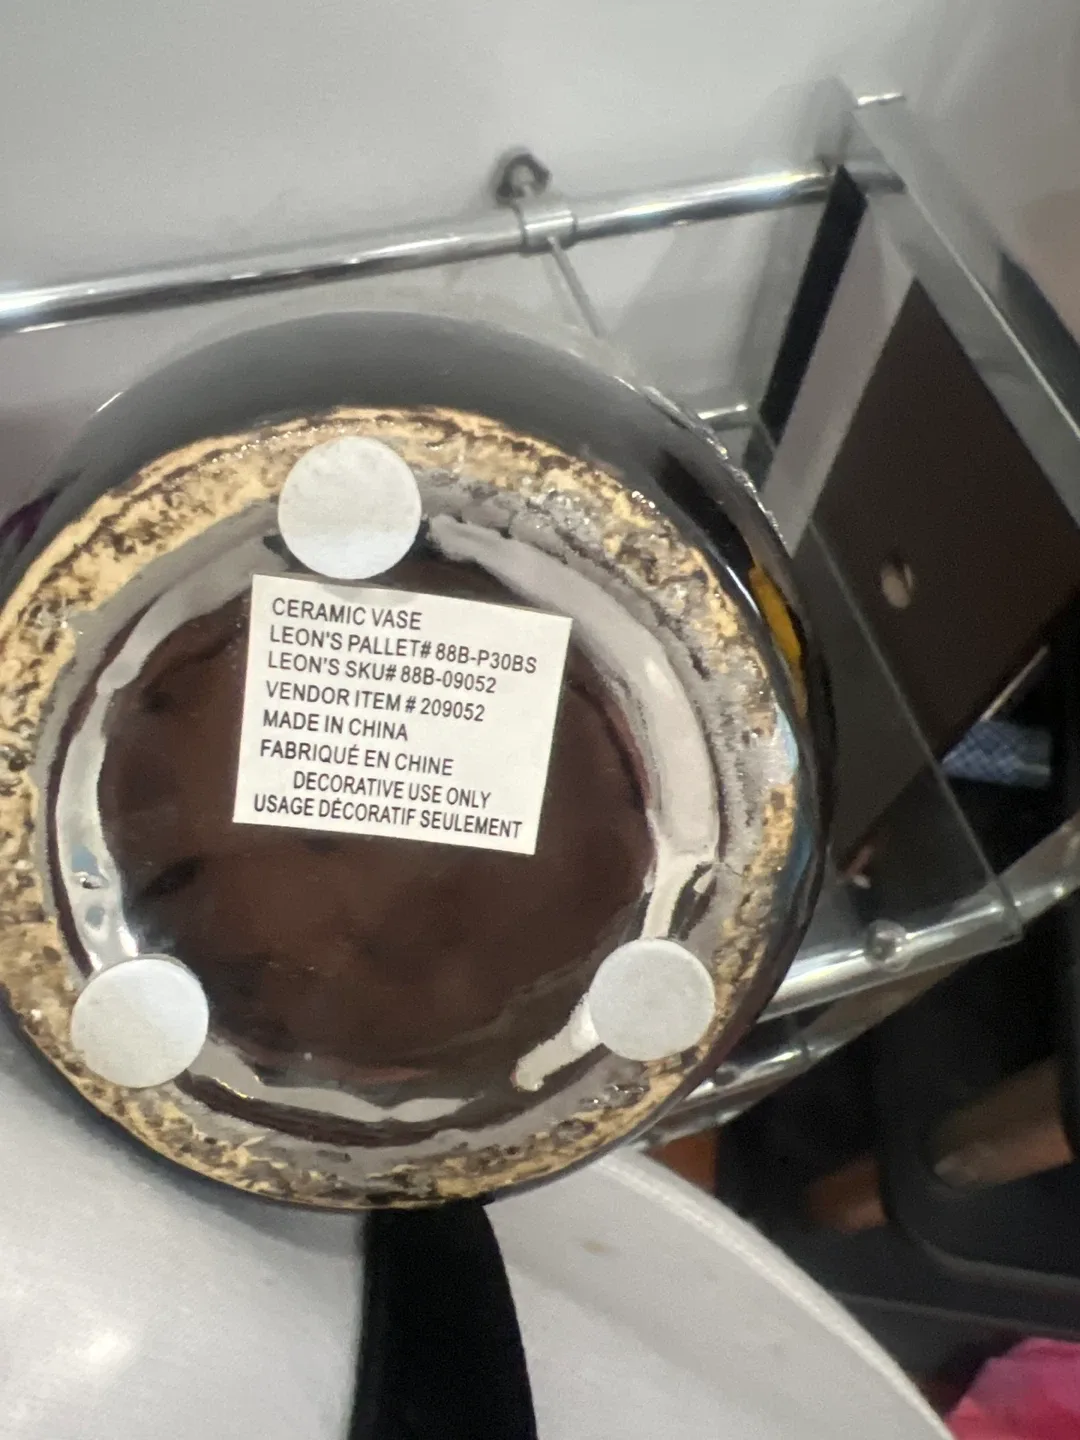 CERAMIC VASE
LEON'S PALLET# 88B-P30BS
LEON'S SKU# 88B-09052
VENDOR ITEM # 209052
MADE IN CHINA
FABRIQUÉ EN CHINE
DECORATIVE USE ONLY
USAGE DÉCORATIF SEULEMENT